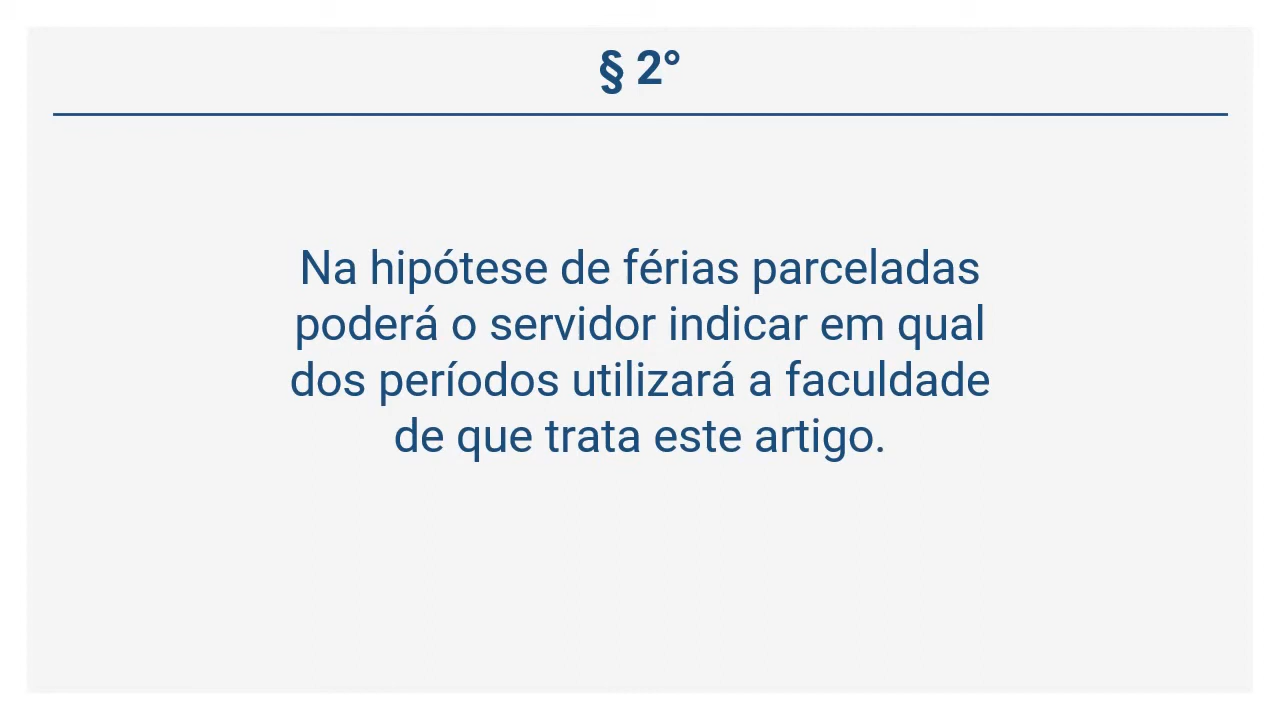 § 2°
Na hipótese de férias parceladas
poderá o servidor indicar em qual
dos períodos utilizará a faculdade
de que trata este artigo.